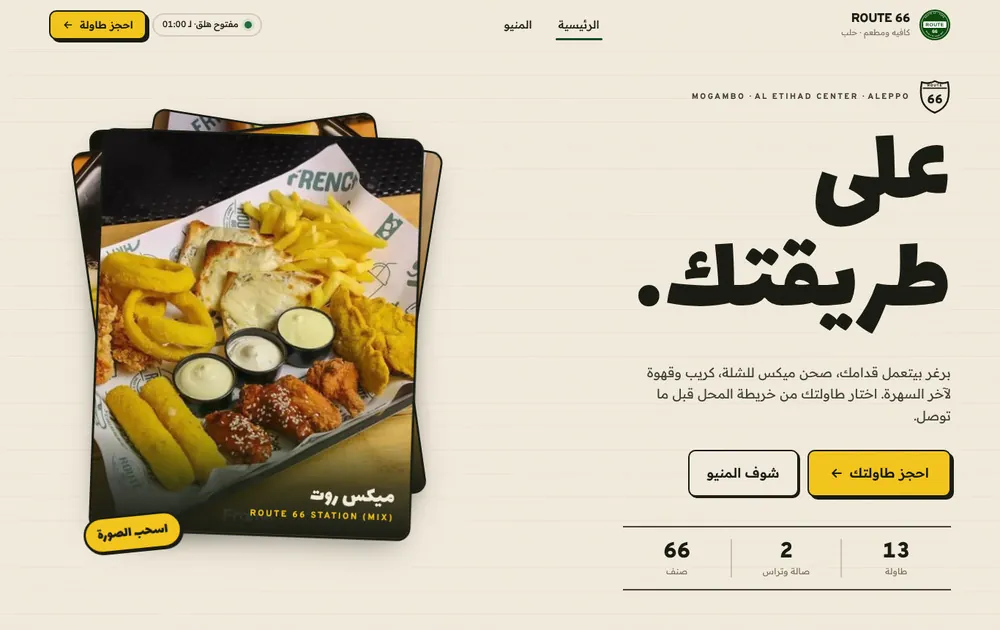 ROUTE 66
كافيه ومطعم · حلب
الرئيسية
المنيو
مفتوح هلق· لـ 01:00
احجز طاولة ←
MOGAMBO · AL ETIHAD CENTER · ALEPPO
66
على
طريقتك.
برغر بيتعمل قدامك، صحن ميكس للشلة، كريب وقهوة
لآخر السهرة. اختار طاولتك من خريطة المحل قبل ما
توصل.
احجز طاولتك ←
شوف المنيو
13
طاولة
2
صالة وتراس
66
صنف
FRENC
ميكس روت
ROUTE 66 STATION (MIX)
اسحب الصورة